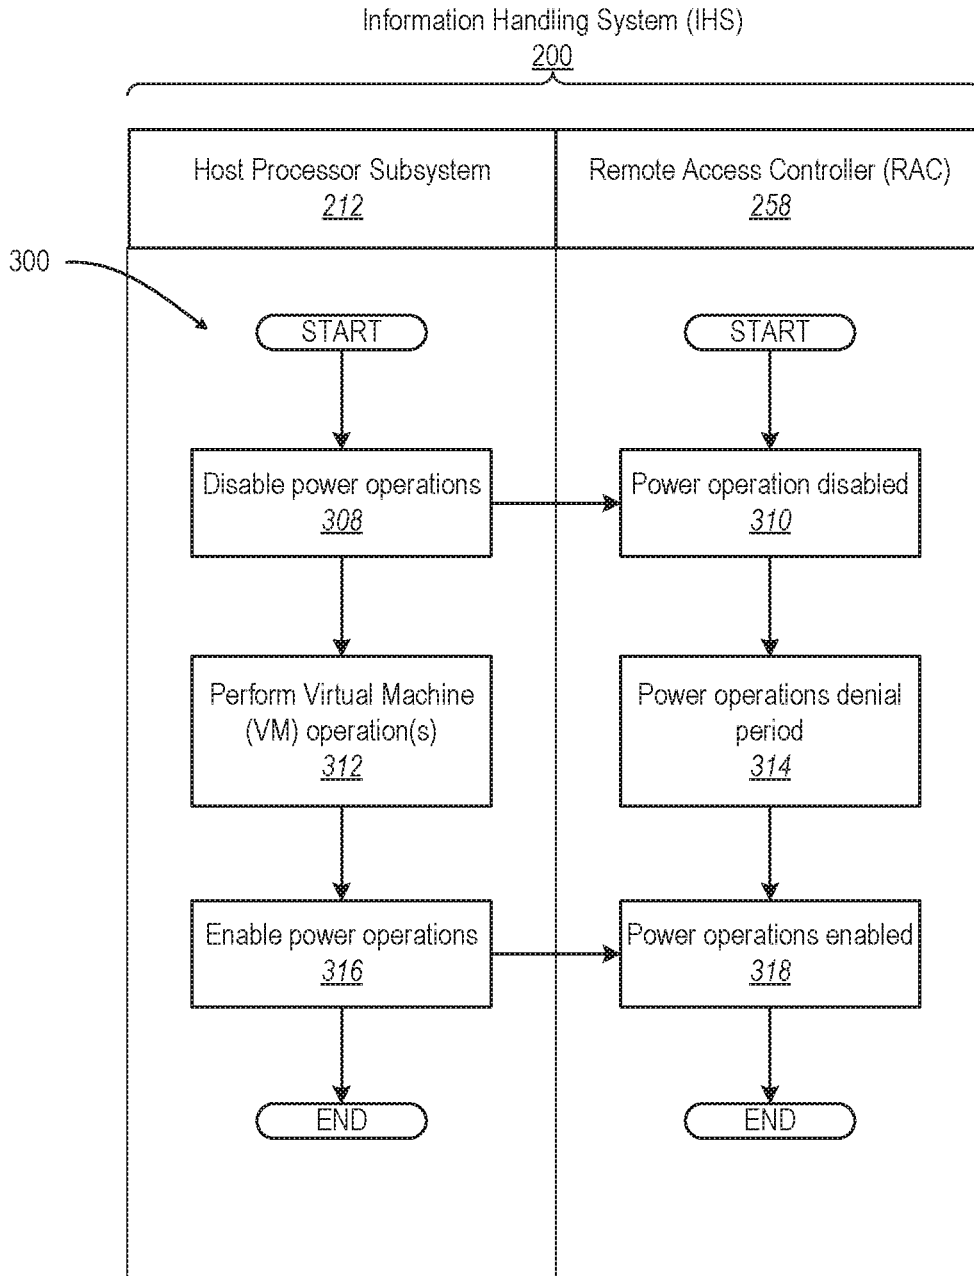 Information Handling System (IHS)
200
Host Processor Subsystem
212
Remote Access Controller (RAC)
258
300
START
START
Disable power operations
308
Power operation disabled
310
Perform Virtual Machine
(VM) operation(s)
312
Power operations denial
period
314
Enable power operations
316
Power operations enabled
318
END
END